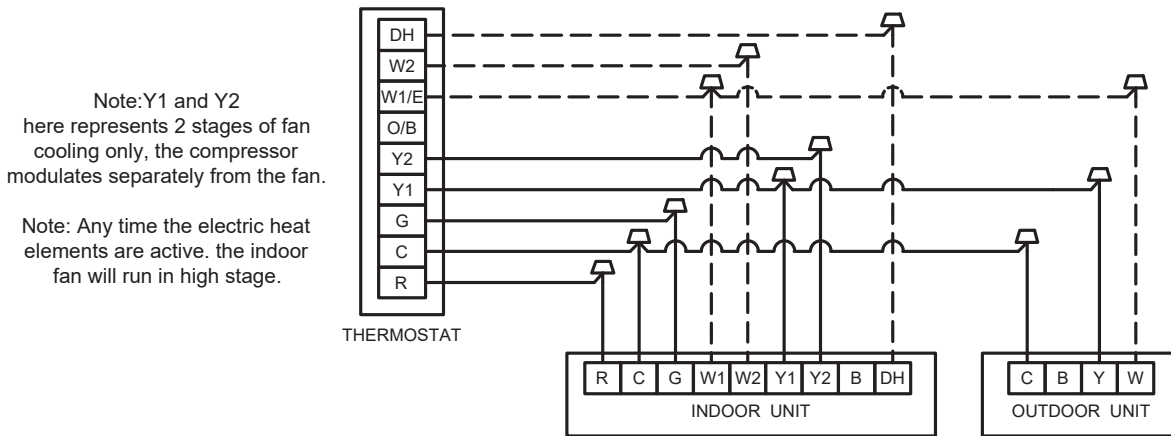 Note:Y1 and Y2
here represents 2 stages of fan
cooling only, the compressor
modulates separately from the fan.
Note: Any time the electric heat
elements are active. the indoor
fan will run in high stage.
DH
W2
W1/E
O/B
Y2
Y1
G
C
R
THERMOSTAT
R C G W1 W2 Y1 Y2 B DH
INDOOR UNIT
C B Y W
OUTDOOR UNIT